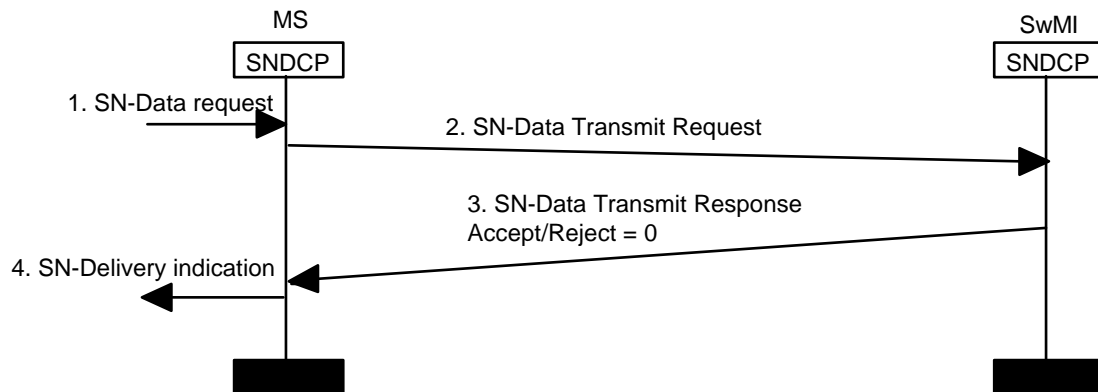 MS
SwMI
SNDCP
SNDCP
1. SN-Data request
2. SN-Data Transmit Request
3. SN-Data Transmit Response
Accept/Reject = 0
4. SN-Delivery indication